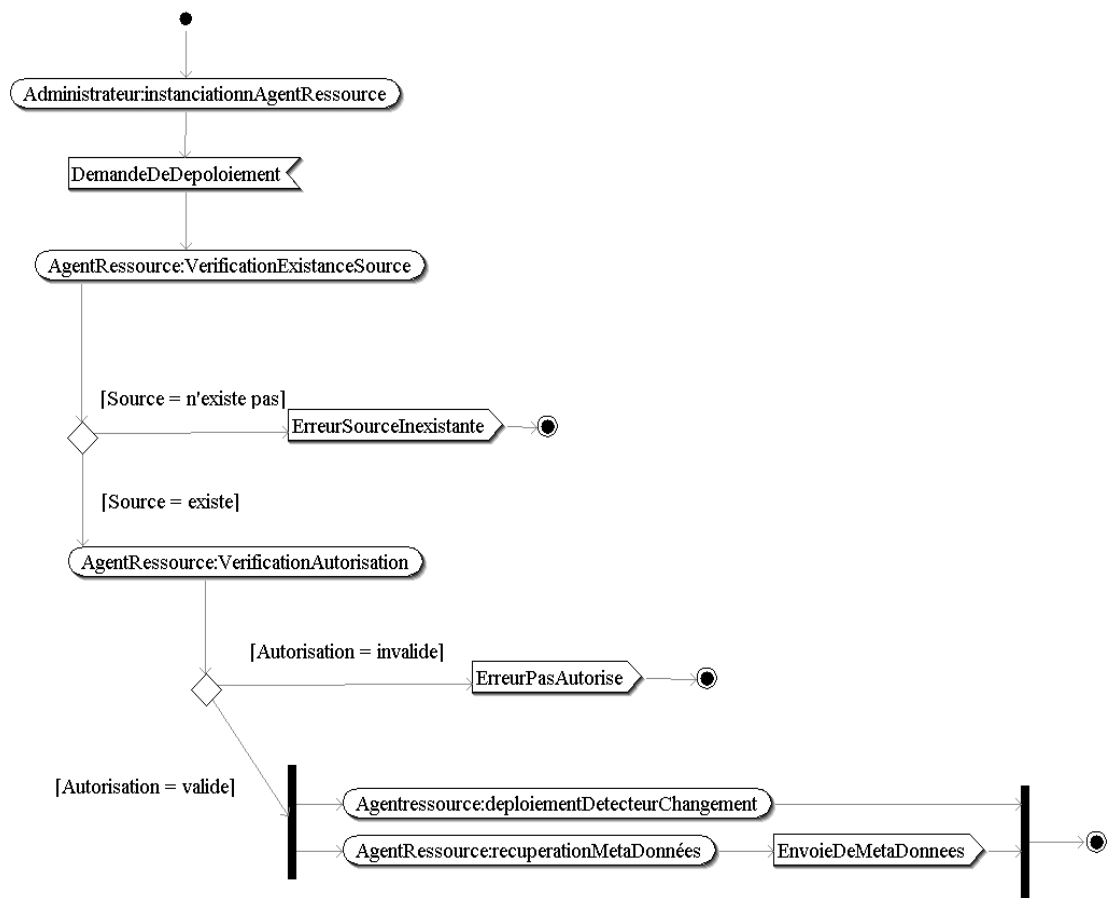 Administrateur:instanciationnAgentRessource
DemandeDeDepoloiement
AgentRessource:VerificationExistanceSource
[Source = n'existe pas]
ErreurSourceInexistante
[Source = existe]
AgentRessource:VerificationAutorisation
[Autorisation = invalide]
ErreurPasAutorise
[Autorisation = valide]
Agentressource:deploiementDetecteurChangement
AgentRessource:recuperationMetaDonnées
EnvoieDeMetaDonnees